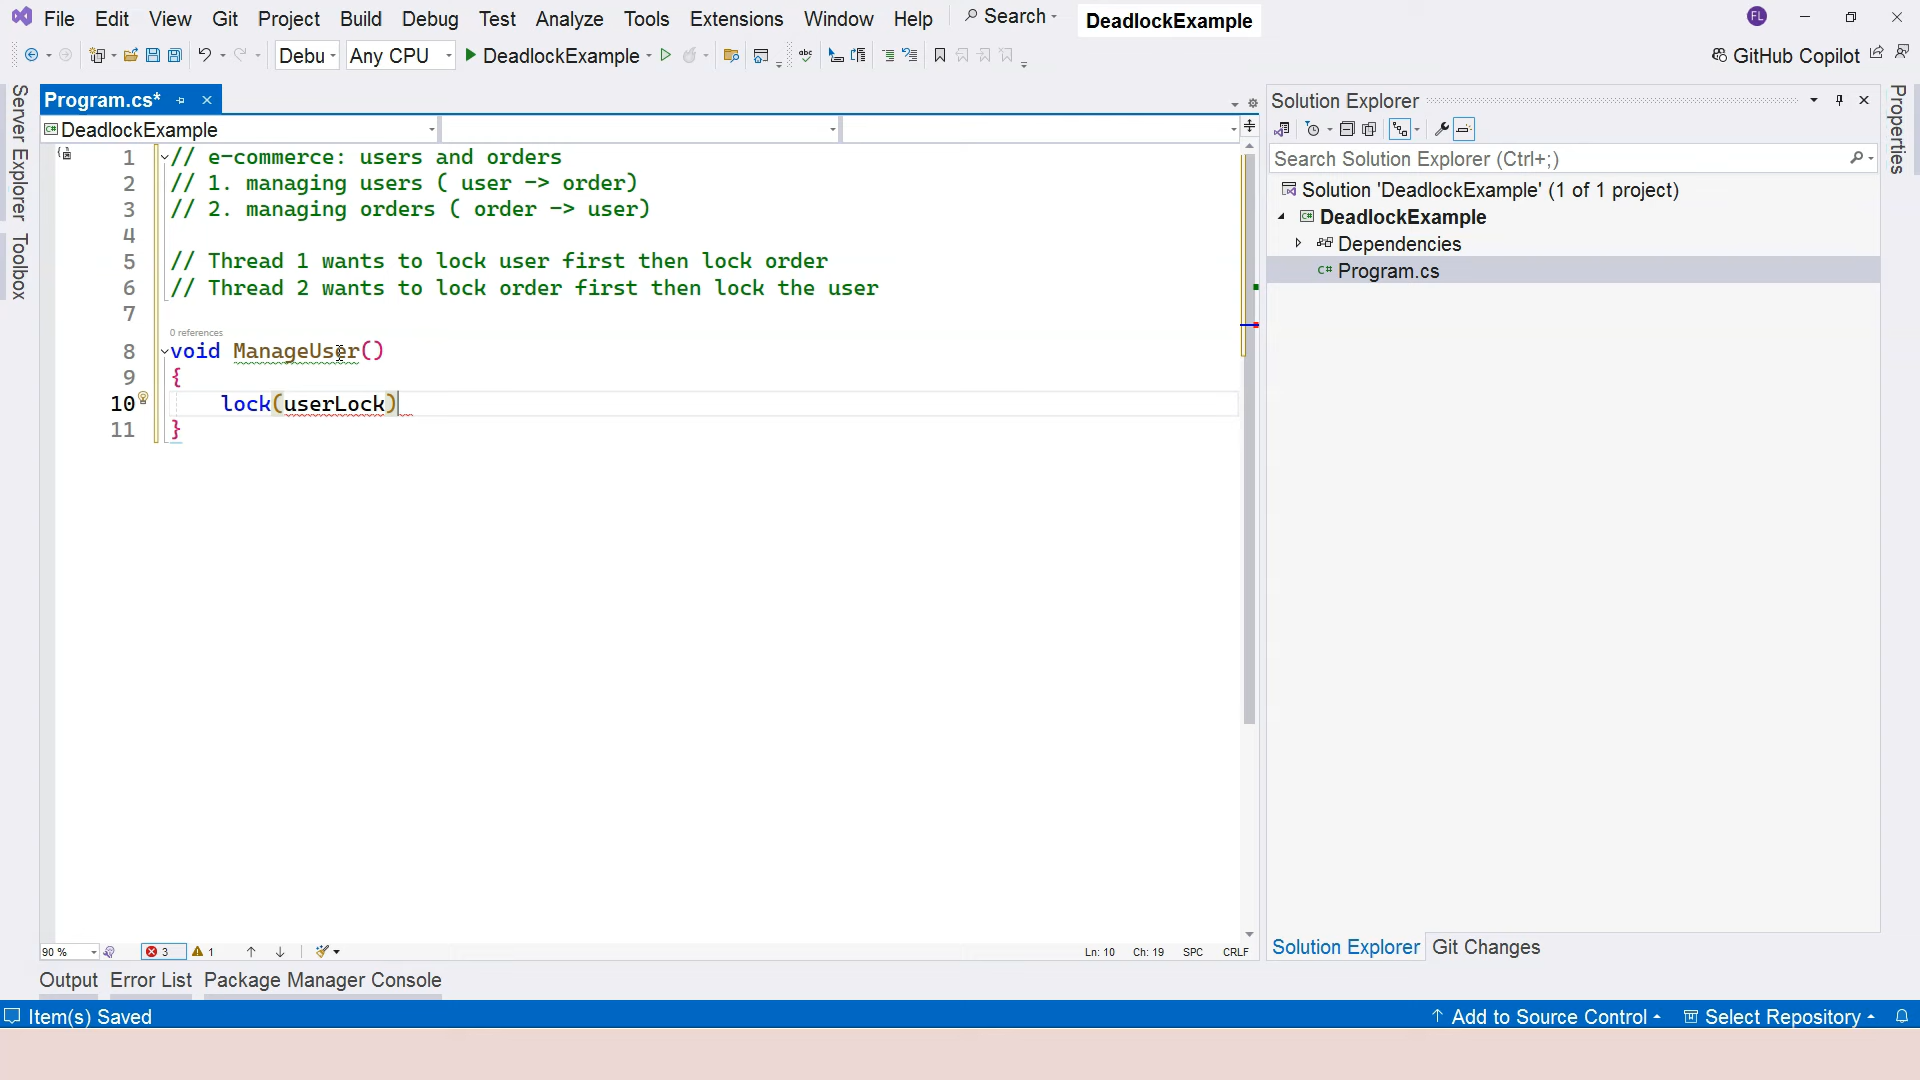 File Edit View Git Project Build Debug Test Analyze Tools Extensions Window Help Search DeadlockExample FL
Debu Any CPU DeadlockExample abc GitHub Copilot
Server Explorer
Toolbox
Program.cs*
DeadlockExample
1 // e-commerce: users and orders
2 // 1. managing users ( user -> order)
3 // 2. managing orders ( order -> user)
4
5 // Thread 1 wants to lock user first then lock order
6 // Thread 2 wants to lock order first then lock the user
7
0 references
8 void ManageUser()
9 {
10 lock(userLock)
11 }
90 % 3 1 Ln: 10 Ch: 19 SPC CRLF
Solution Explorer
Search Solution Explorer (Ctrl+;)
Solution 'DeadlockExample' (1 of 1 project)
C# DeadlockExample
Dependencies
C# Program.cs
Solution Explorer Git Changes
Properties
Output Error List Package Manager Console
Item(s) Saved Add to Source Control Select Repository